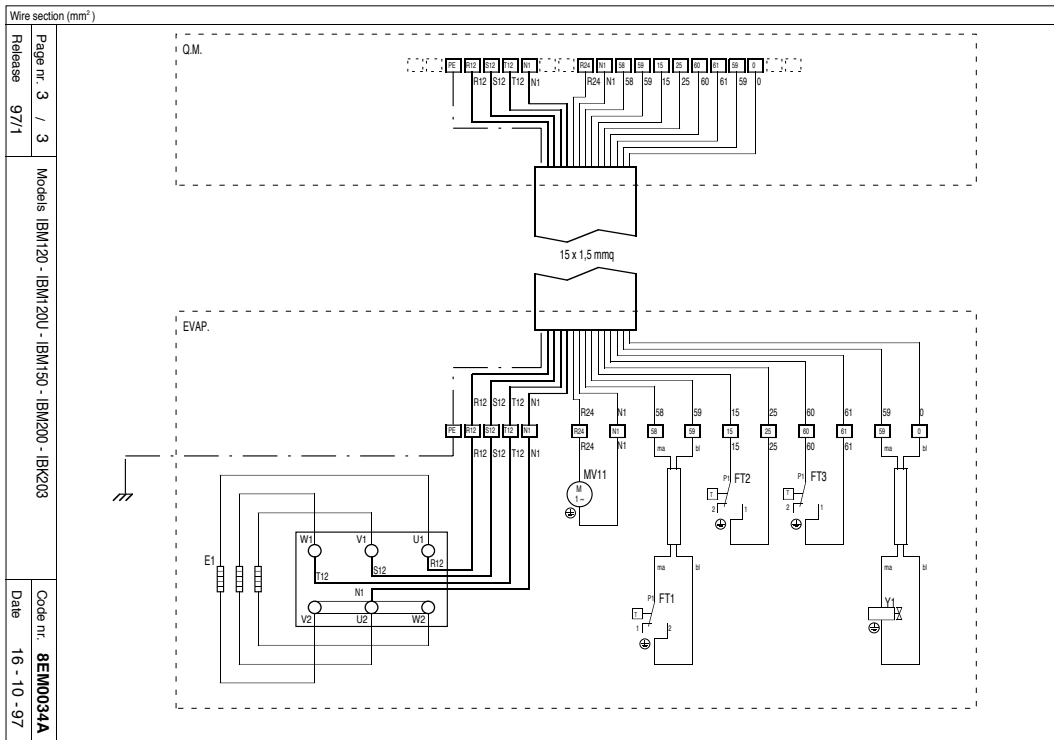 Wire section (mm²)
Page nr. 3 / 3
Release 97/1
Models IBM120 - IBM120U - IBM150 - IBM200 - IBK203
Code nr. 8EM0034A
Date 16 - 10 - 97
Q.M.
PE R12 S12 T12 N1 R24 N1 58 59 15 25 60 61 59 0
R12 S12 T12 N1 R24 N1 58 59 15 25 60 61 59 0
15 x 1,5 mmq
EVAP.
R12 S12 T12 N1 R24 N1 58 59 15 25 60 61 59 0
PE R12 S12 T12 N1 R24 N1 58 59 15 25 60 61 59 0
R12 S12 T12 N1 R24 N1 ma bl 15 25 60 61 ma bl
MV11
M
1 ~
P1 FT2
T
2 1
P1 FT3
T
2 1
W1 V1 U1
E1
T12 S12 R12
N1
V2 U2 W2
ma bl
P1 FT1
T
1 2
ma bl
Y1